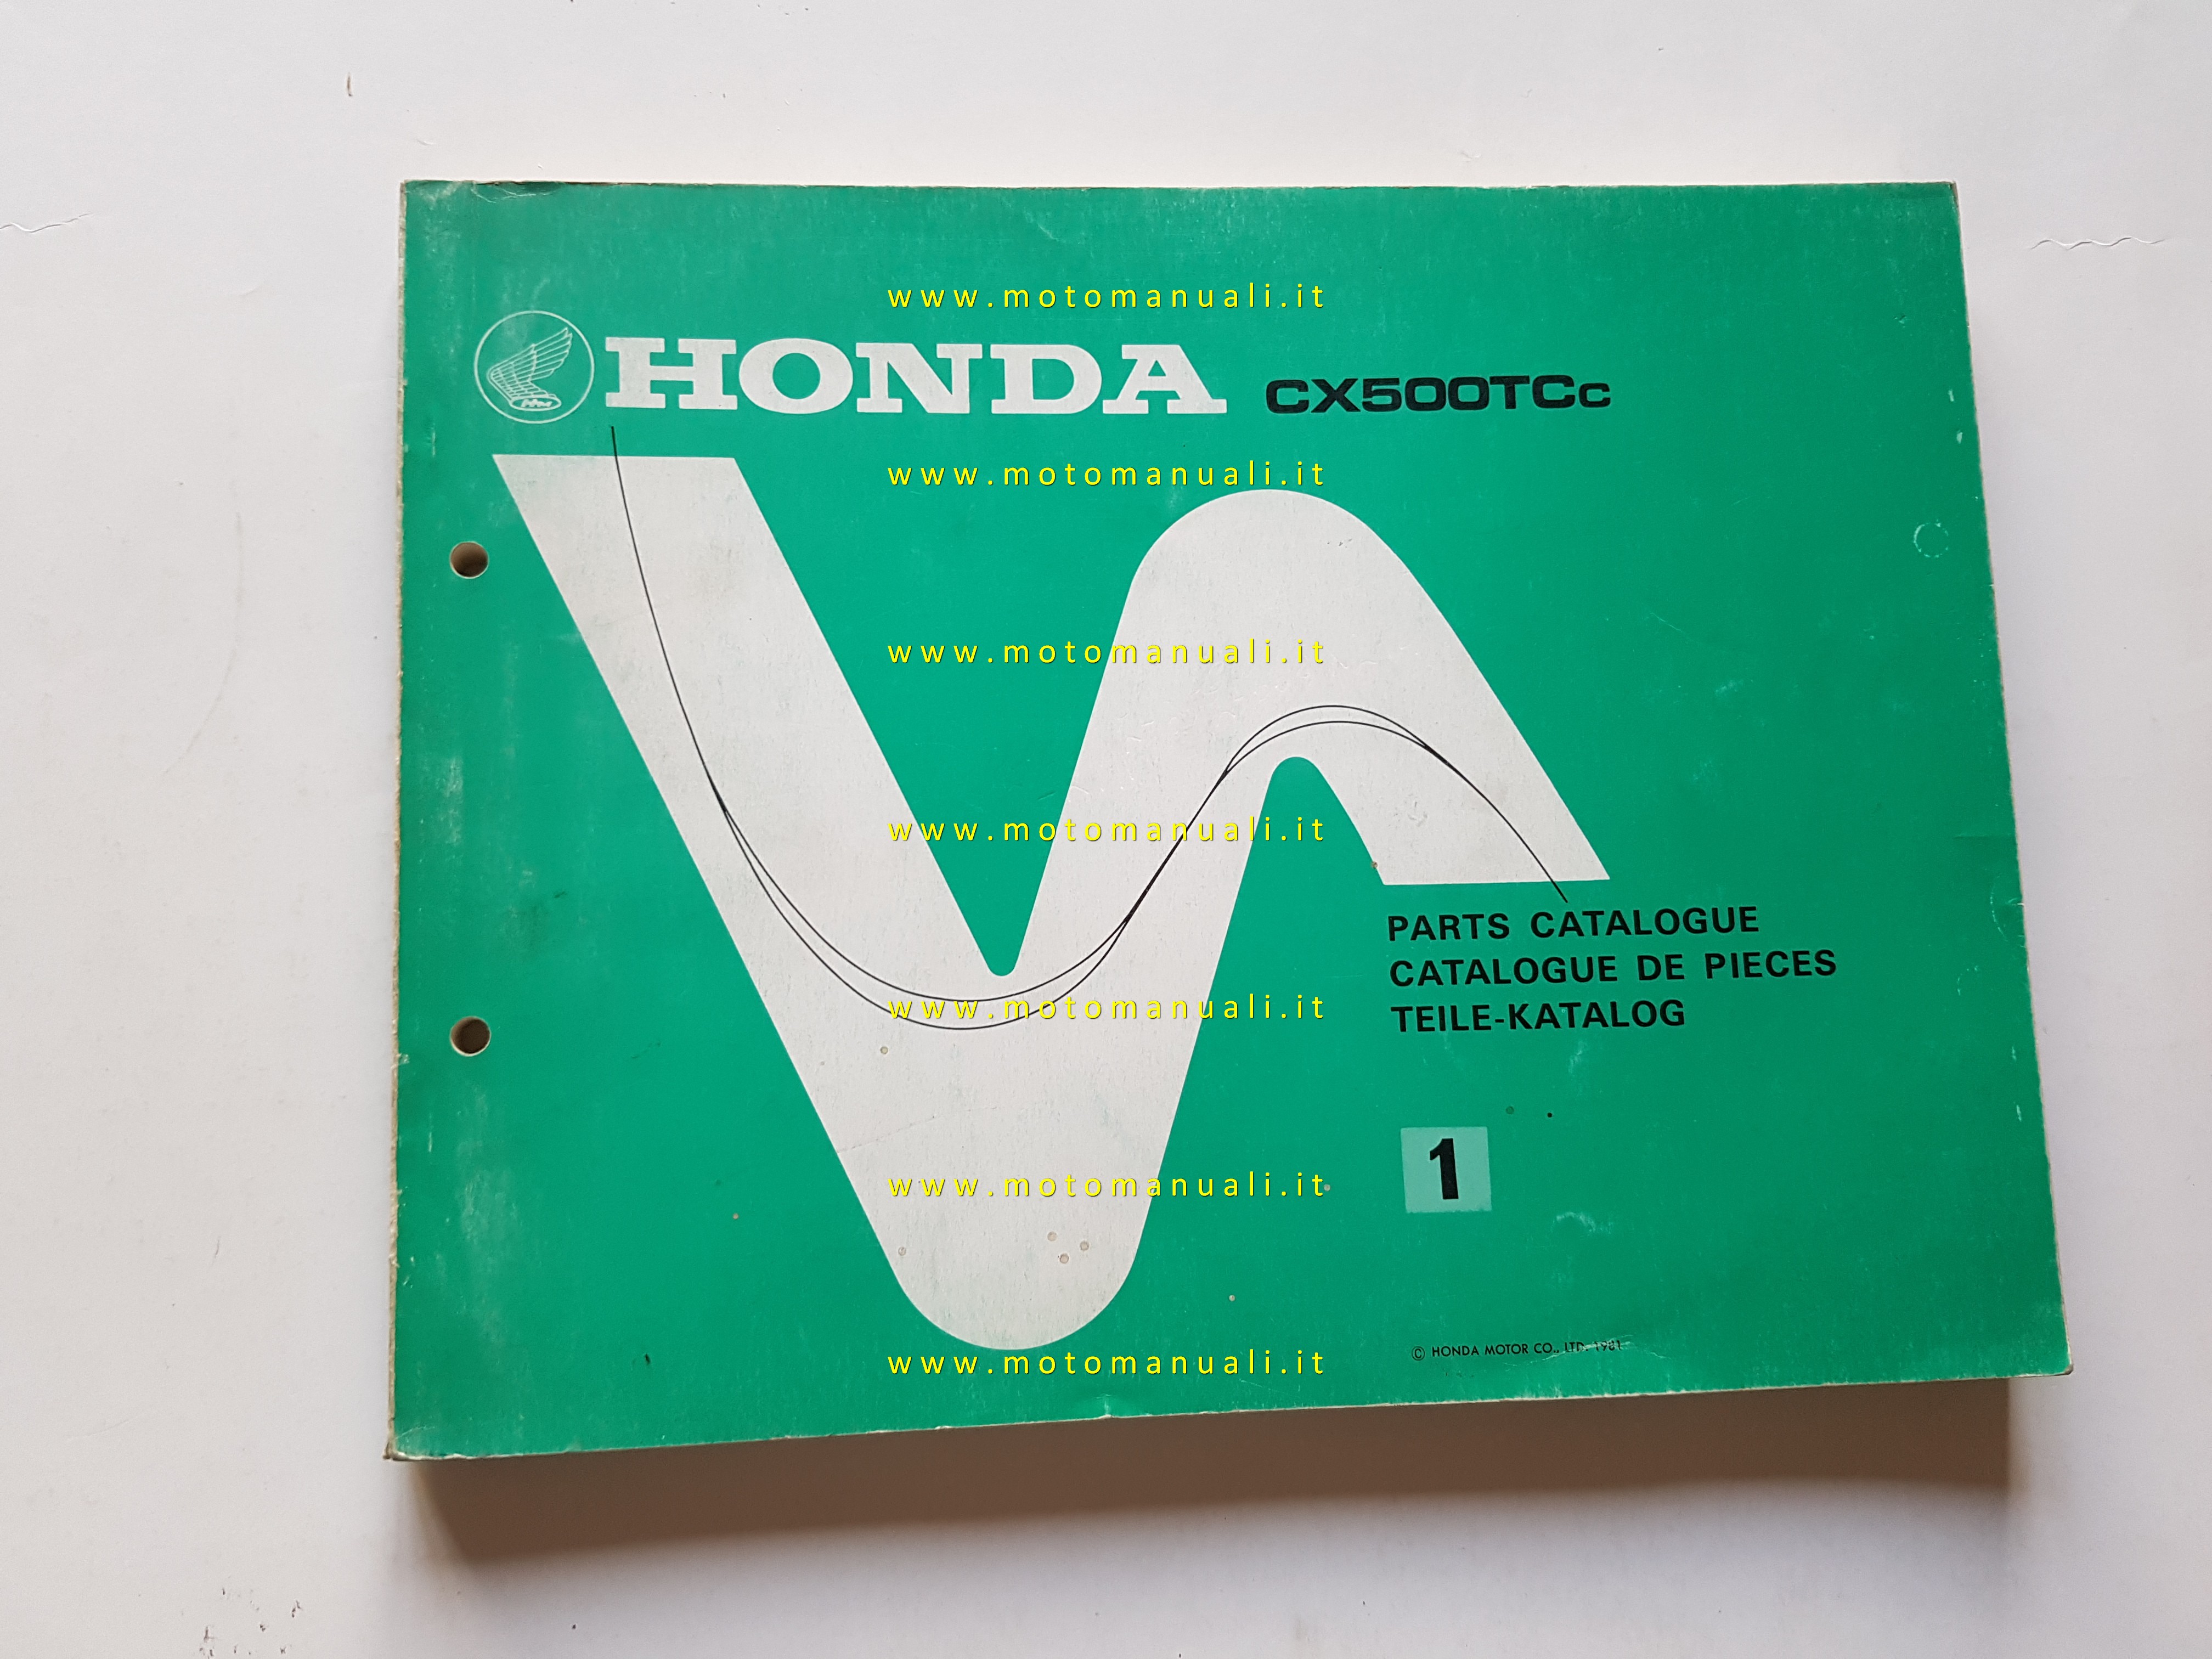 www.motomanuali.it
HONDA CX500TCc
www.motomanuali.it
www.motomanuali.it
www.motomanuali.it
PARTS CATALOGUE
CATALOGUE DE PIECES
www.motomanuali.it
TEILE-KATALOG
1
www.motomanuali.it
© HONDA MOTOR CO., LTD. 1981
www.motomanuali.it